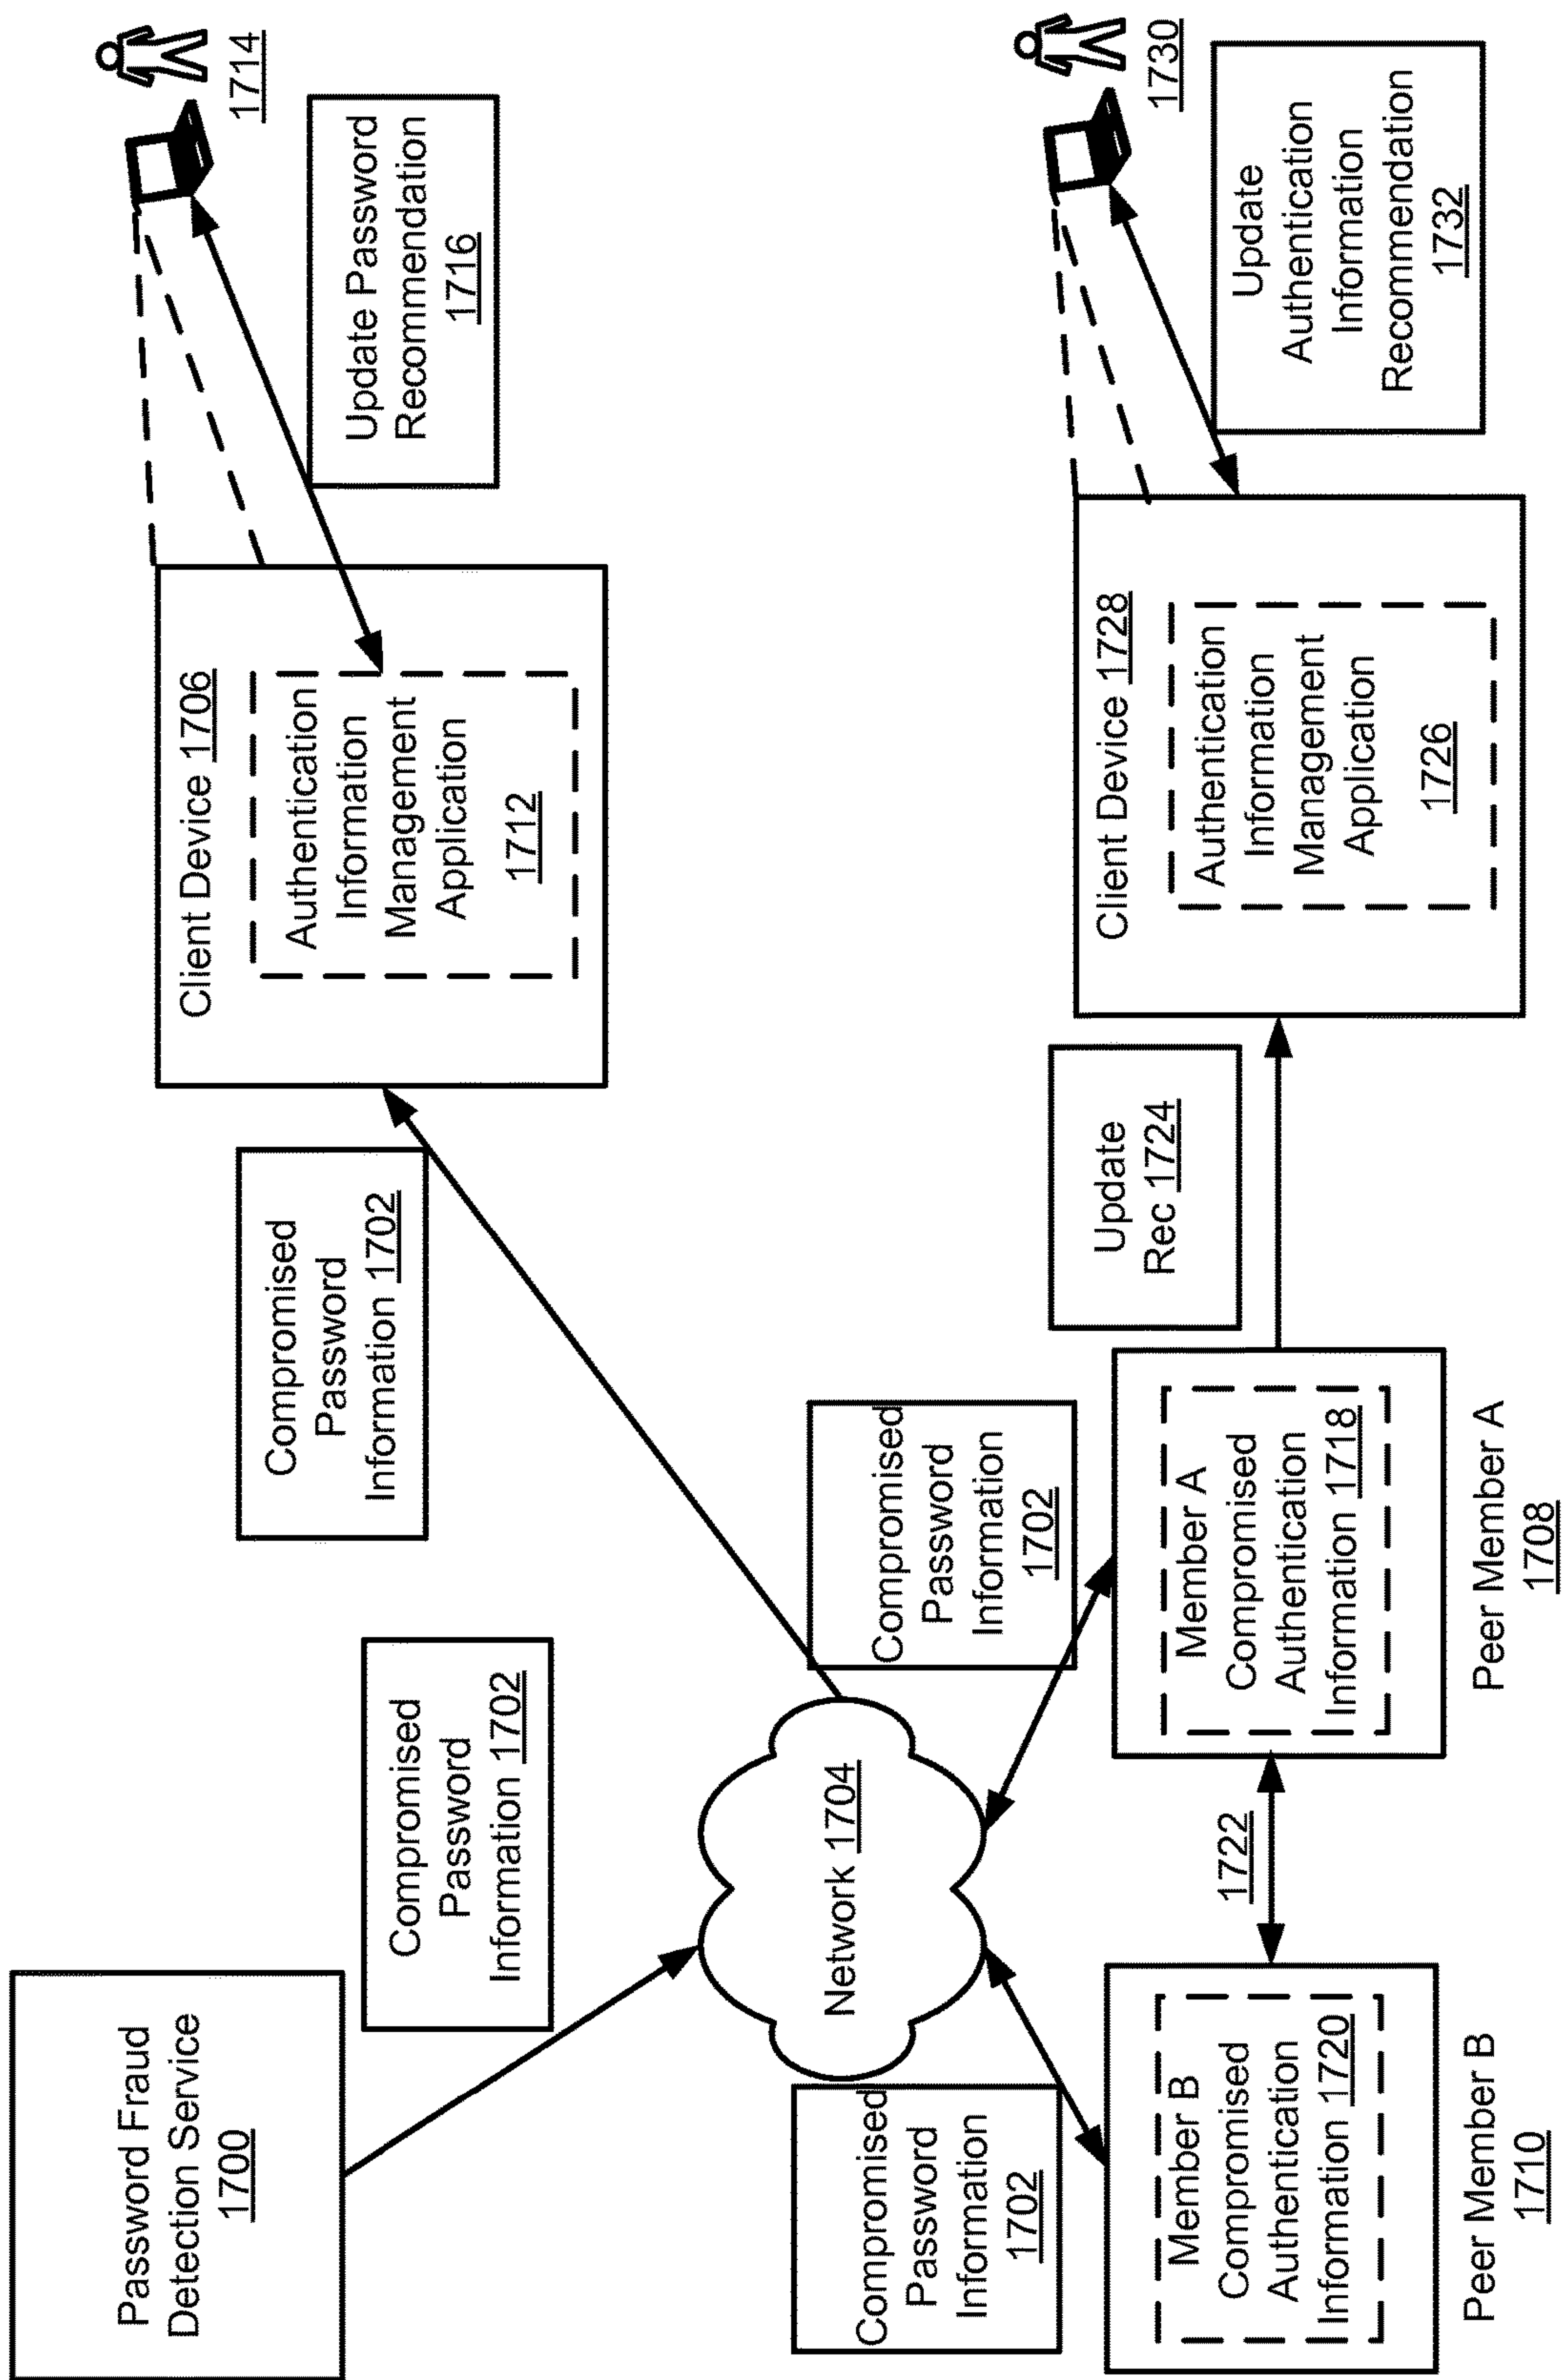 Password Fraud
Detection Service
1700
Compromised
Password
Information 1702
Compromised
Password
Information 1702
Client Device 1706
Authentication
Information
Management
Application
1712
1714
Update Password
Recommendation
1716
Network 1704
Compromised
Password
Information
1702
Compromised
Password
Information
1702
Member B
Compromised
Authentication
Information 1720
Peer Member B
1710
1722
Member A
Compromised
Authentication
Information 1718
Peer Member A
1708
Update
Rec 1724
Client Device 1728
Authentication
Information
Management
Application
1726
1730
Update
Authentication
Information
Recommendation
1732